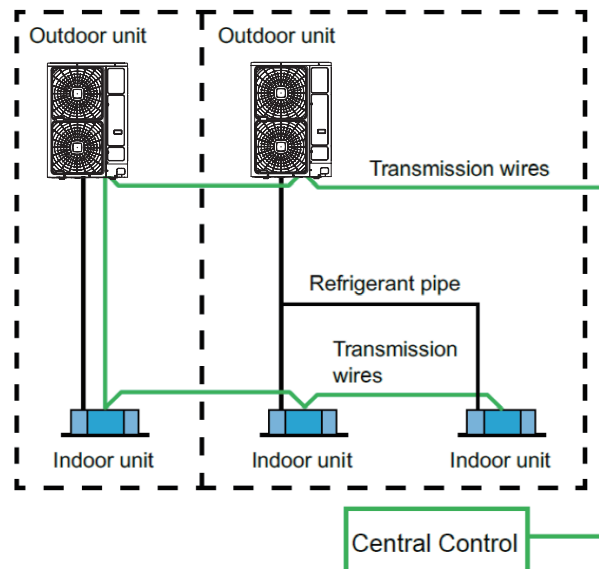 Outdoor unit
Outdoor unit
Transmission wires
Refrigerant pipe
Transmission
wires
Indoor unit
Indoor unit
Indoor unit
Central Control